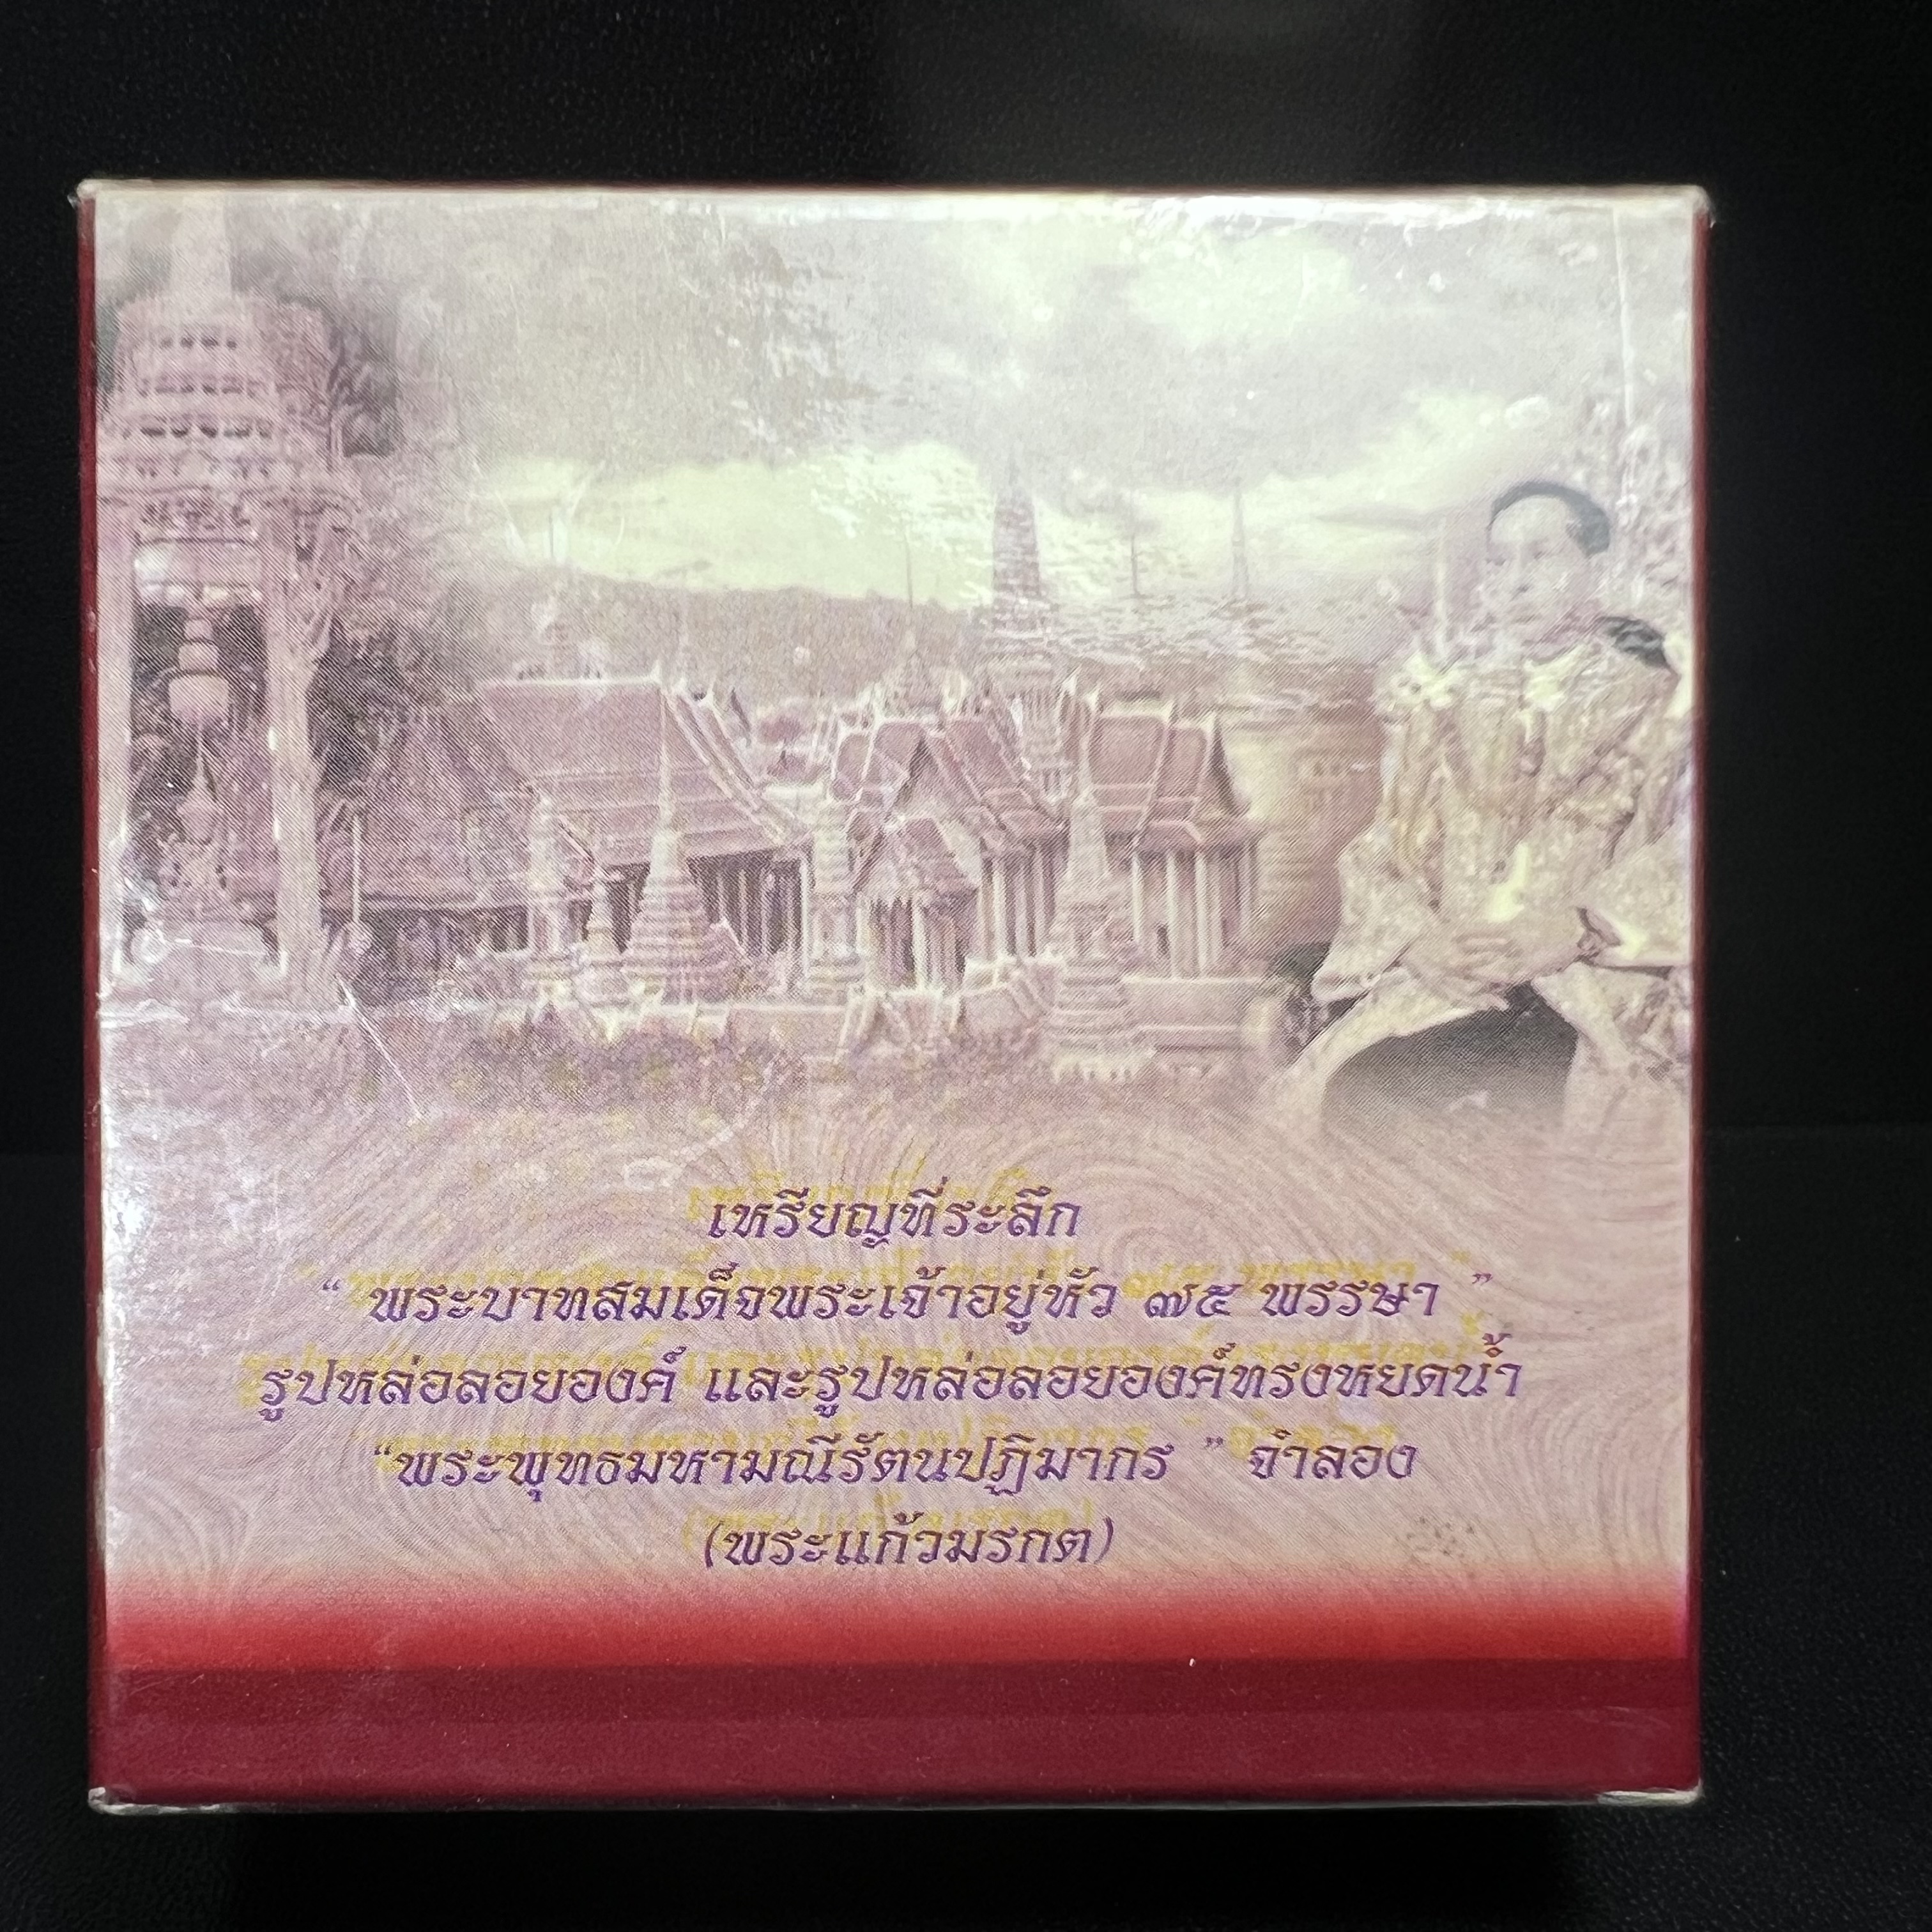 เหรียญที่ระลึก
“ พระบาทสมเด็จพระเจ้าอยู่หัว ๗๕ พรรษา ”
รูปหล่อลอยองค์ และรูปหล่อลอยองค์ทรงหยดน้ำ
“พระพุทธมหามณีรัตนปฏิมากร ” จำลอง
(พระแก้วมรกต)